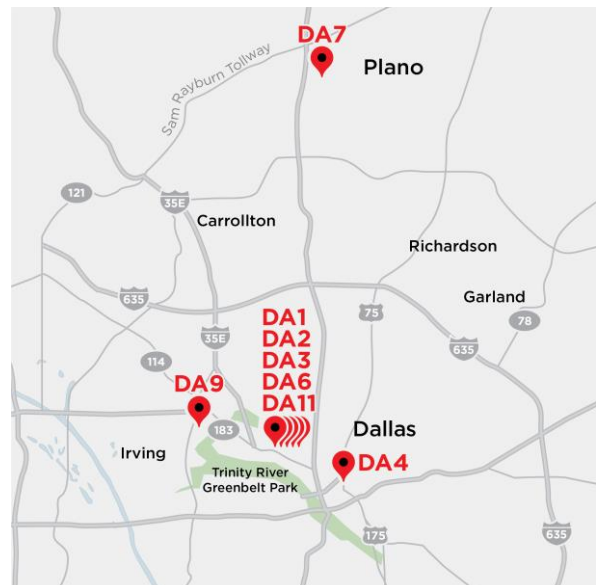 DA7
Plano
Sam Rayburn Tollway
121
35E
Carrollton
Richardson
635
Garland
75
78
35E
DA1
DA2
DA3
DA6
DA11
635
114
DA9
183
Dallas
Irving
Trinity River
Greenbelt Park
DA4
175
635